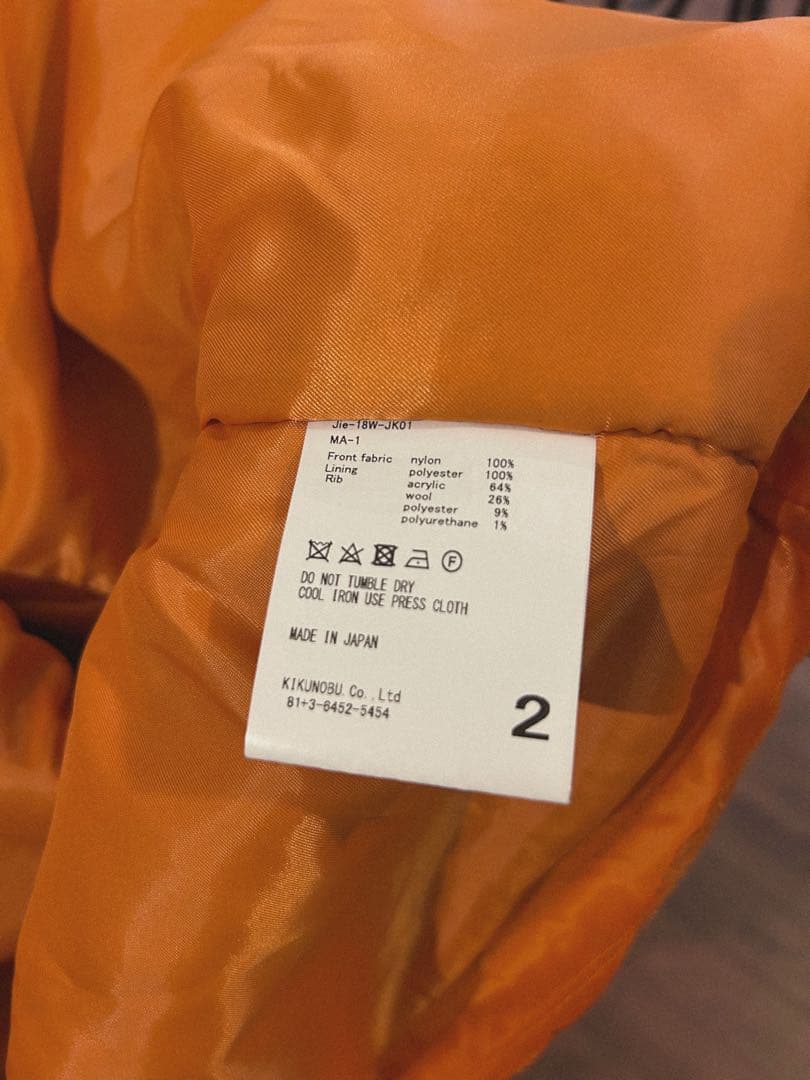 Jie-18W-JK01
MA-1
Front fabric nylon 100%
Lining polyester 100%
Rib acrylic 64%
wool 26%
polyester 9%
polyurethane 1%
F
DO NOT TUMBLE DRY
COOL IRON USE PRESS CLOTH
MADE IN JAPAN
KIKUNOBU.Co.,Ltd
81+3-6452-5454
2